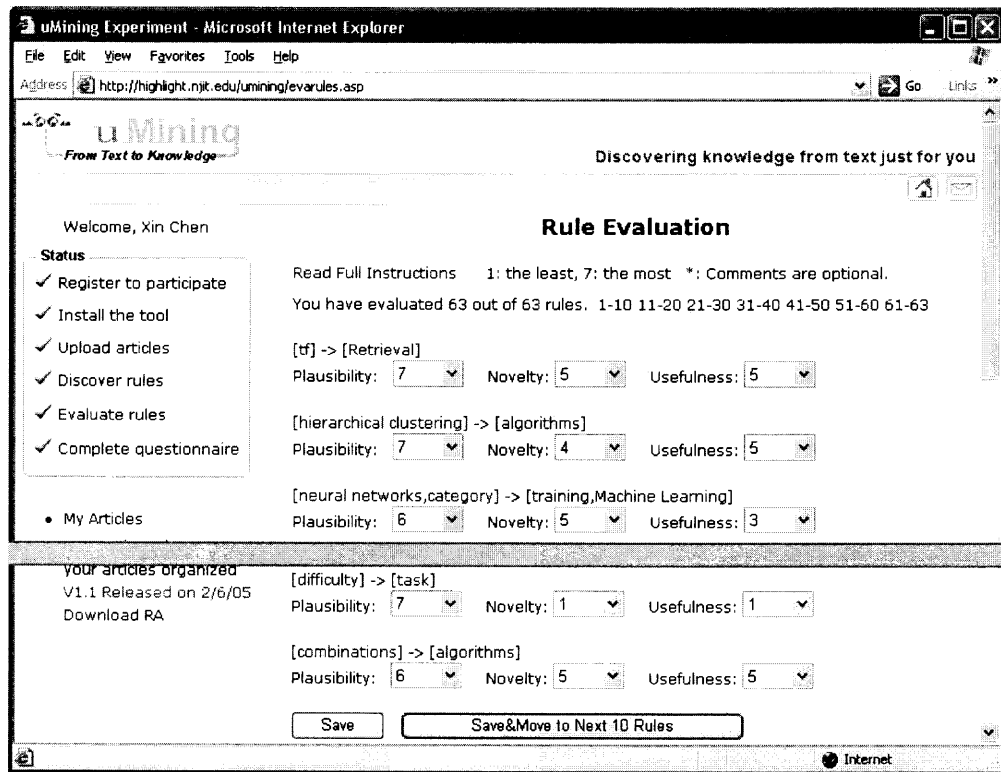 uMining Experiment - Microsoft Internet Explorer
File Edit View Favorites Tools Help
Address http://highlight.njit.edu/umining/evarules.asp Go Links »
uMining
From Text to Knowledge
Discovering knowledge from text just for you
Welcome, Xin Chen
Rule Evaluation
Status
Register to participate
Install the tool
Upload articles
Discover rules
Evaluate rules
Complete questionnaire
My Articles
Read Full Instructions 1: the least, 7: the most *: Comments are optional.
You have evaluated 63 out of 63 rules. 1-10 11-20 21-30 31-40 41-50 51-60 61-63
[tf] -> [Retrieval]
Plausibility: 7 Novelty: 5 Usefulness: 5
[hierarchical clustering] -> [algorithms]
Plausibility: 7 Novelty: 4 Usefulness: 5
[neural networks,category] -> [training,Machine Learning]
Plausibility: 6 Novelty: 5 Usefulness: 3
your articles organized
V1.1 Released on 2/6/05
Download RA
[difficulty] -> [task]
Plausibility: 7 Novelty: 1 Usefulness: 1
[combinations] -> [algorithms]
Plausibility: 6 Novelty: 5 Usefulness: 5
Save Save&Move to Next 10 Rules
Internet